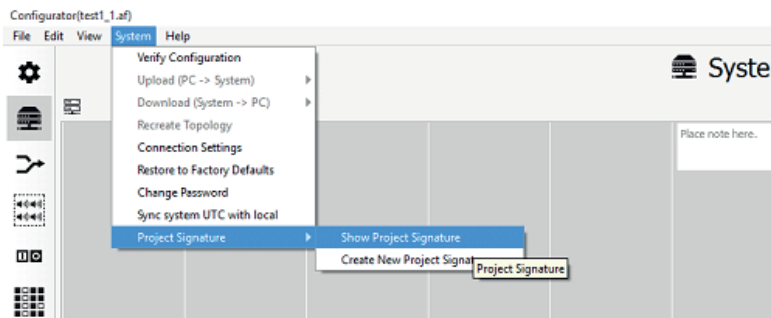 Configurator(test1_1.af)
File Edit View System Help
Verify Configuration
Upload (PC -> System)
Download (System -> PC)
Recreate Topology
Connection Settings
Restore to Factory Defaults
Change Password
Sync system UTC with local
Project Signature
Show Project Signature
Create New Project Signat
Project Signature
Syste
Place note here.